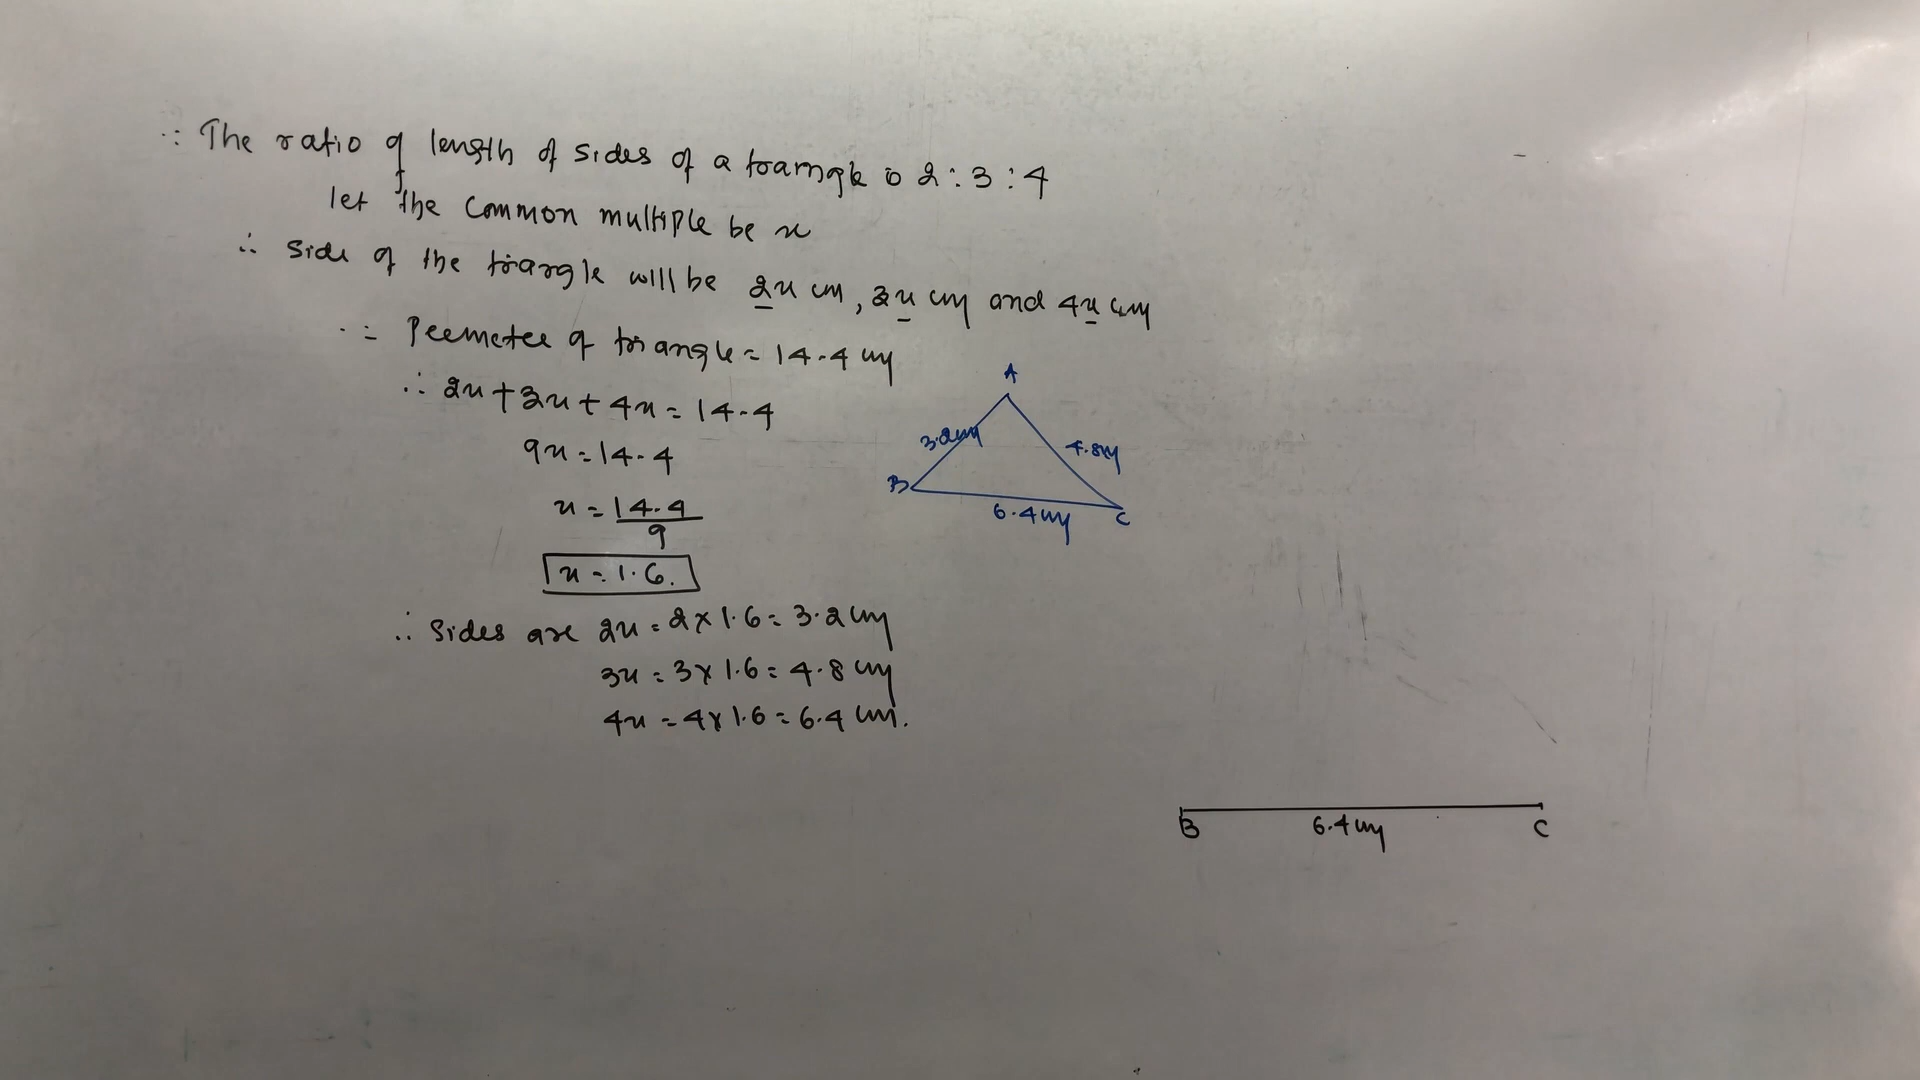 ∵ The ratio of length of sides of a triangle is 2:3:4
let the common multiple be x
∴ Side of the triangle will be 2x cm, 3x cm and 4x cm
∵ Perimeter of triangle = 14.4 cm
∴ 2x+3x+4x = 14.4
9x = 14.4
x = 14.4/9
x = 1.6.
∴ Sides are 2x = 2×1.6 = 3.2 cm
3x = 3×1.6 = 4.8 cm
4x = 4×1.6 = 6.4 cm.
A
3.2cm
4.8cm
B
6.4cm
C
B
6.4cm
C